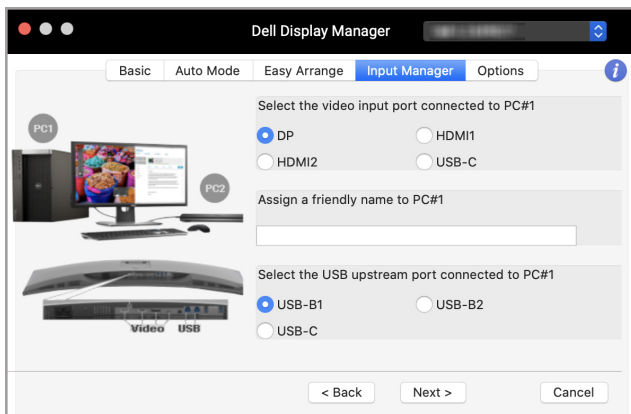 Dell Display Manager
Basic Auto Mode Easy Arrange Input Manager Options i
Select the video input port connected to PC#1
PC1
DP HDMI1
HDMI2 USB-C
PC2
Assign a friendly name to PC#1
Select the USB upstream port connected to PC#1
USB-B1 USB-B2
Video USB
USB-C
< Back Next > Cancel